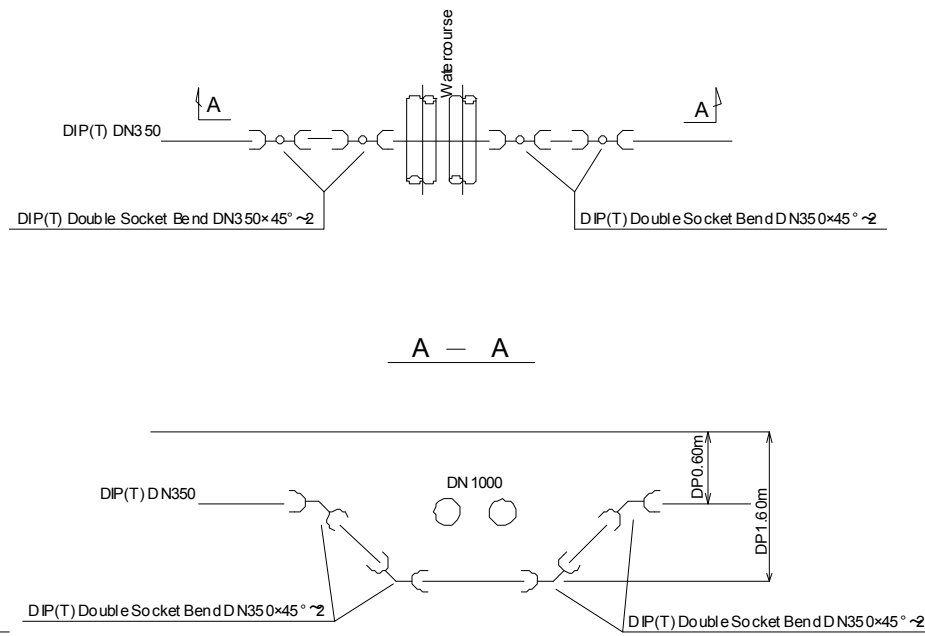 Watercourse
A
A
DIP(T) DN350
DIP(T) Double Socket Bend DN350×45°~2
DIP(T) Double Socket Bend DN350×45°~2
A — A
DN1000
DIP(T) DN350
DP0.60m
DP1.60m
DIP(T) Double Socket Bend DN350×45°~2
DIP(T) Double Socket Bend DN350×45°~2